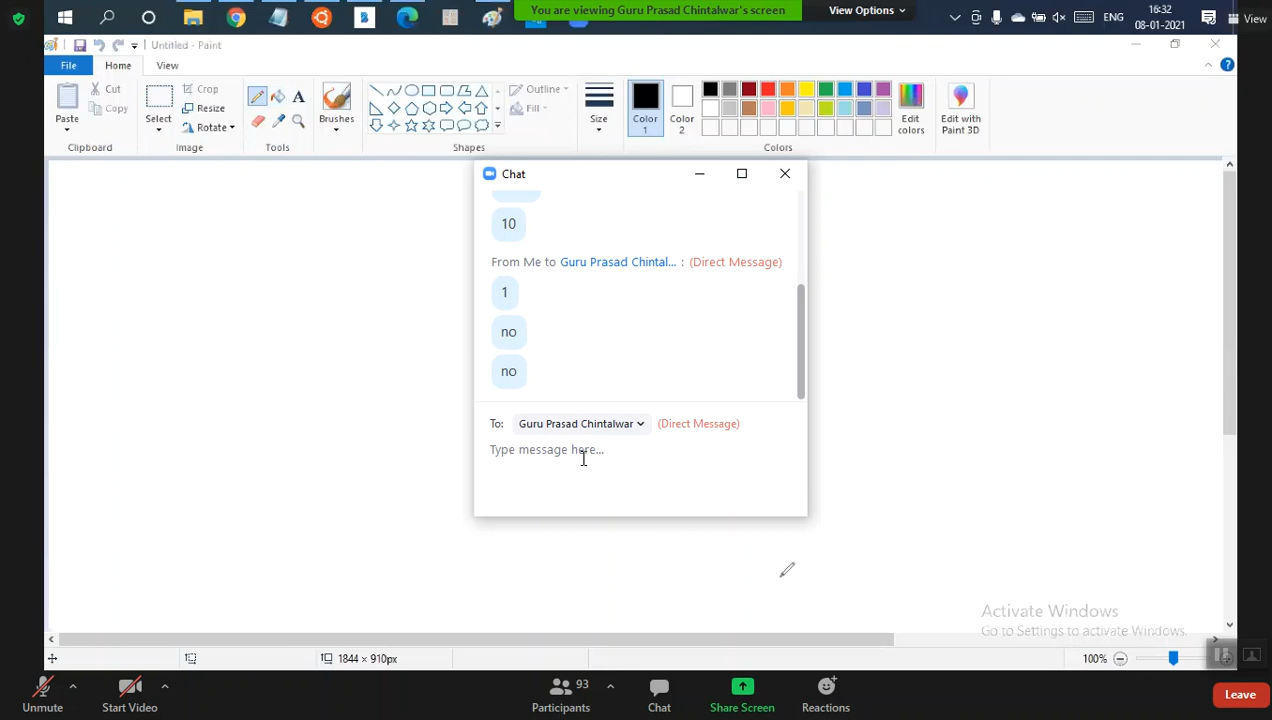 You are viewing Guru Prasad Chintalwar's screen
View Options
ENG
16:32
08-01-2021
View
Untitled - Paint
File
Home
View
Paste
Cut
Copy
Clipboard
Select
Crop
Resize
Rotate
Image
A
Tools
Brushes
Outline
Fill
Shapes
Size
Color 1
Color 2
Edit colors
Colors
Edit with Paint 3D
Chat
10
From Me to Guru Prasad Chintal... : (Direct Message)
1
no
no
To: Guru Prasad Chintalwar (Direct Message)
Type message here...
Activate Windows
Go to Settings to activate Windows.
1844 × 910px
100%
Unmute
Start Video
93
Participants
Chat
Share Screen
Reactions
Leave